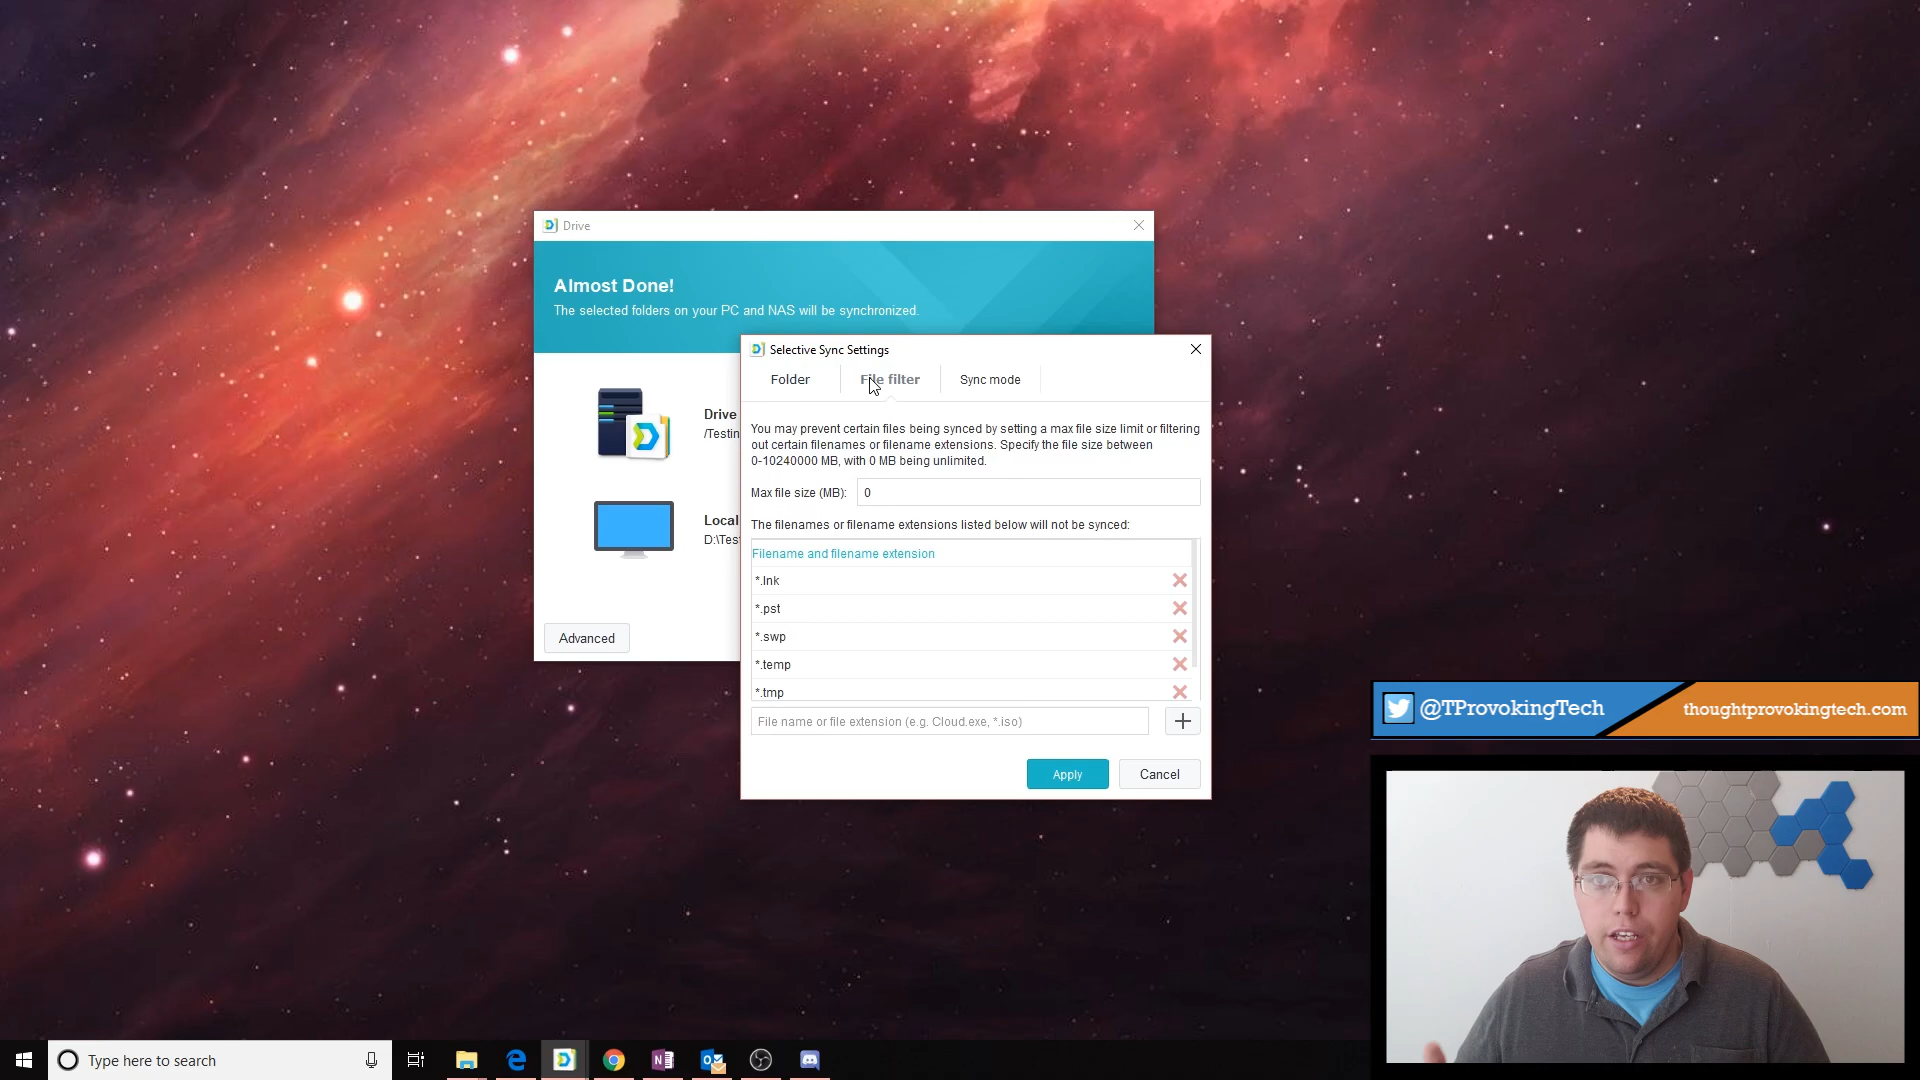 Drive
Almost Done!
The selected folders on your PC and NAS will be synchronized.
Drive
/Testin
Local
D:\Tes
Advanced
Selective Sync Settings
Folder
File filter
Sync mode
You may prevent certain files being synced by setting a max file size limit or filtering
out certain filenames or filename extensions. Specify the file size between
0-10240000 MB, with 0 MB being unlimited.
Max file size (MB): 0
The filenames or filename extensions listed below will not be synced:
Filename and filename extension
*.lnk
*.pst
*.swp
*.temp
*.tmp
File name or file extension (e.g. Cloud.exe, *.iso)
Apply
Cancel
@TProvokingTech
thoughtprovokingtech.com
Type here to search